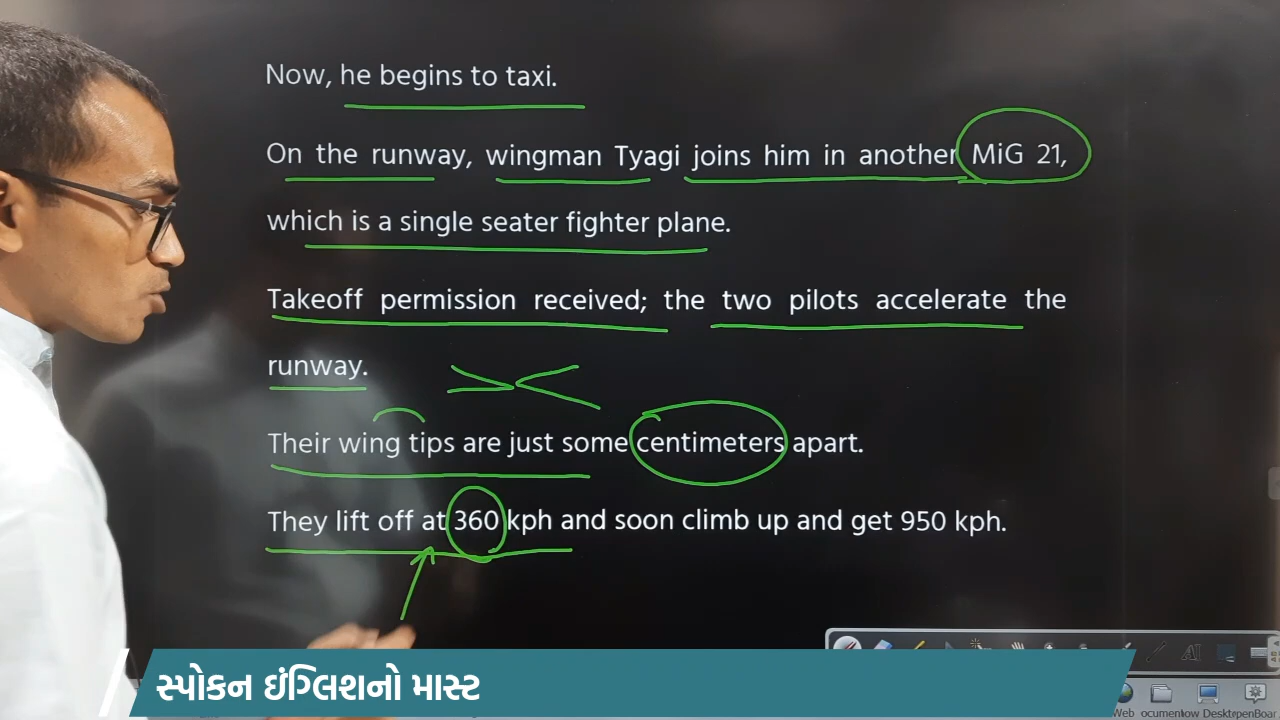 Now, he begins to taxi.
On the runway, wingman Tyagi joins him in another MiG 21,
which is a single seater fighter plane.
Takeoff permission received; the two pilots accelerate the
runway.
Their wing tips are just some centimeters apart.
They lift off at 360 kph and soon climb up and get 950 kph.
સ્પોકન ઇંગ્લિશનો માસ્ટ
Web